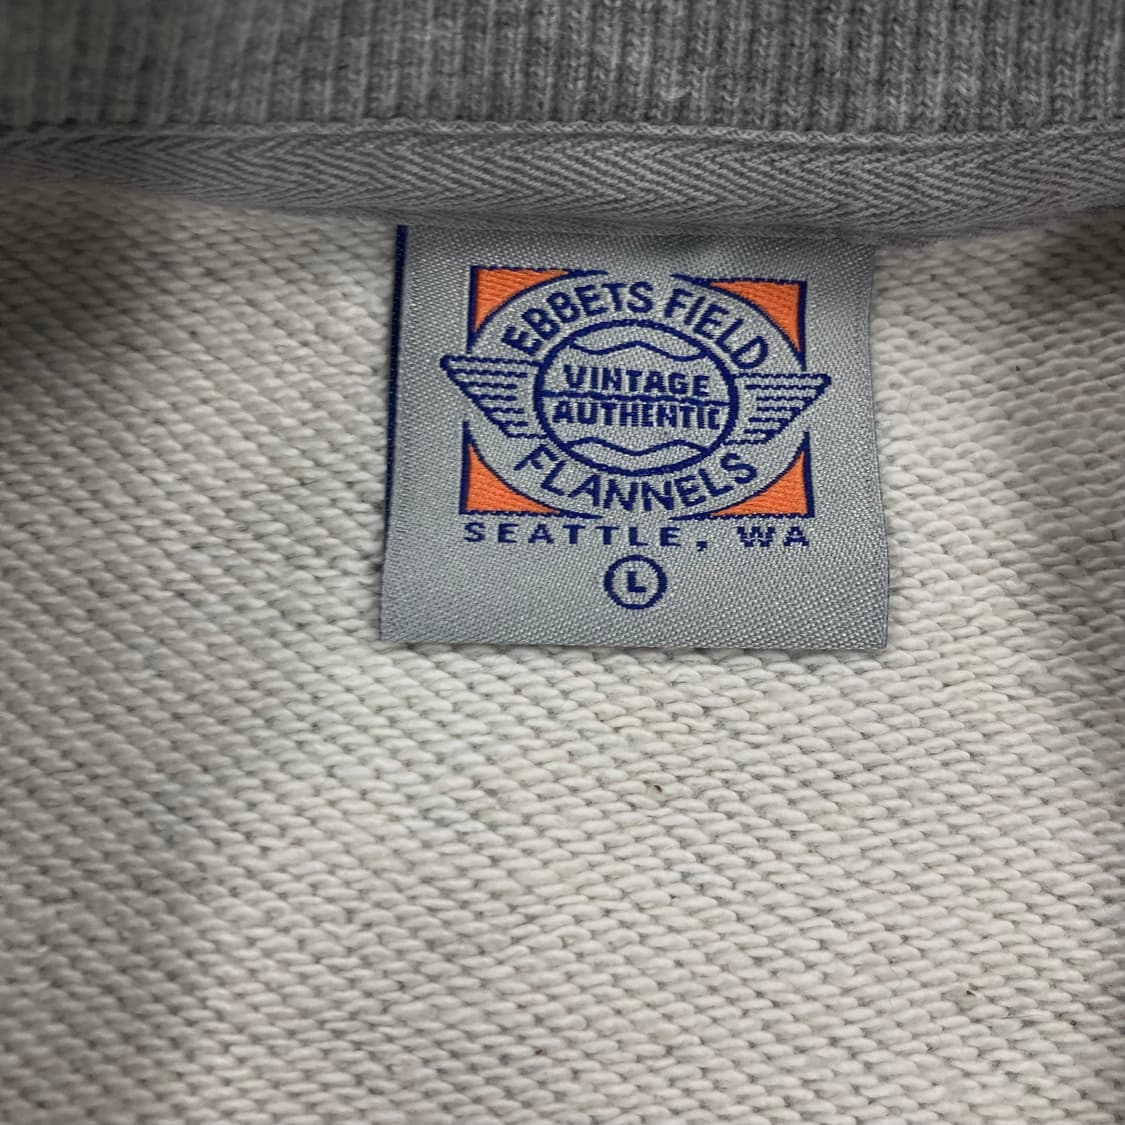 EBBETS FIELD
VINTAGE
AUTHENTIC
FLANNELS
SEATTLE, WA
L